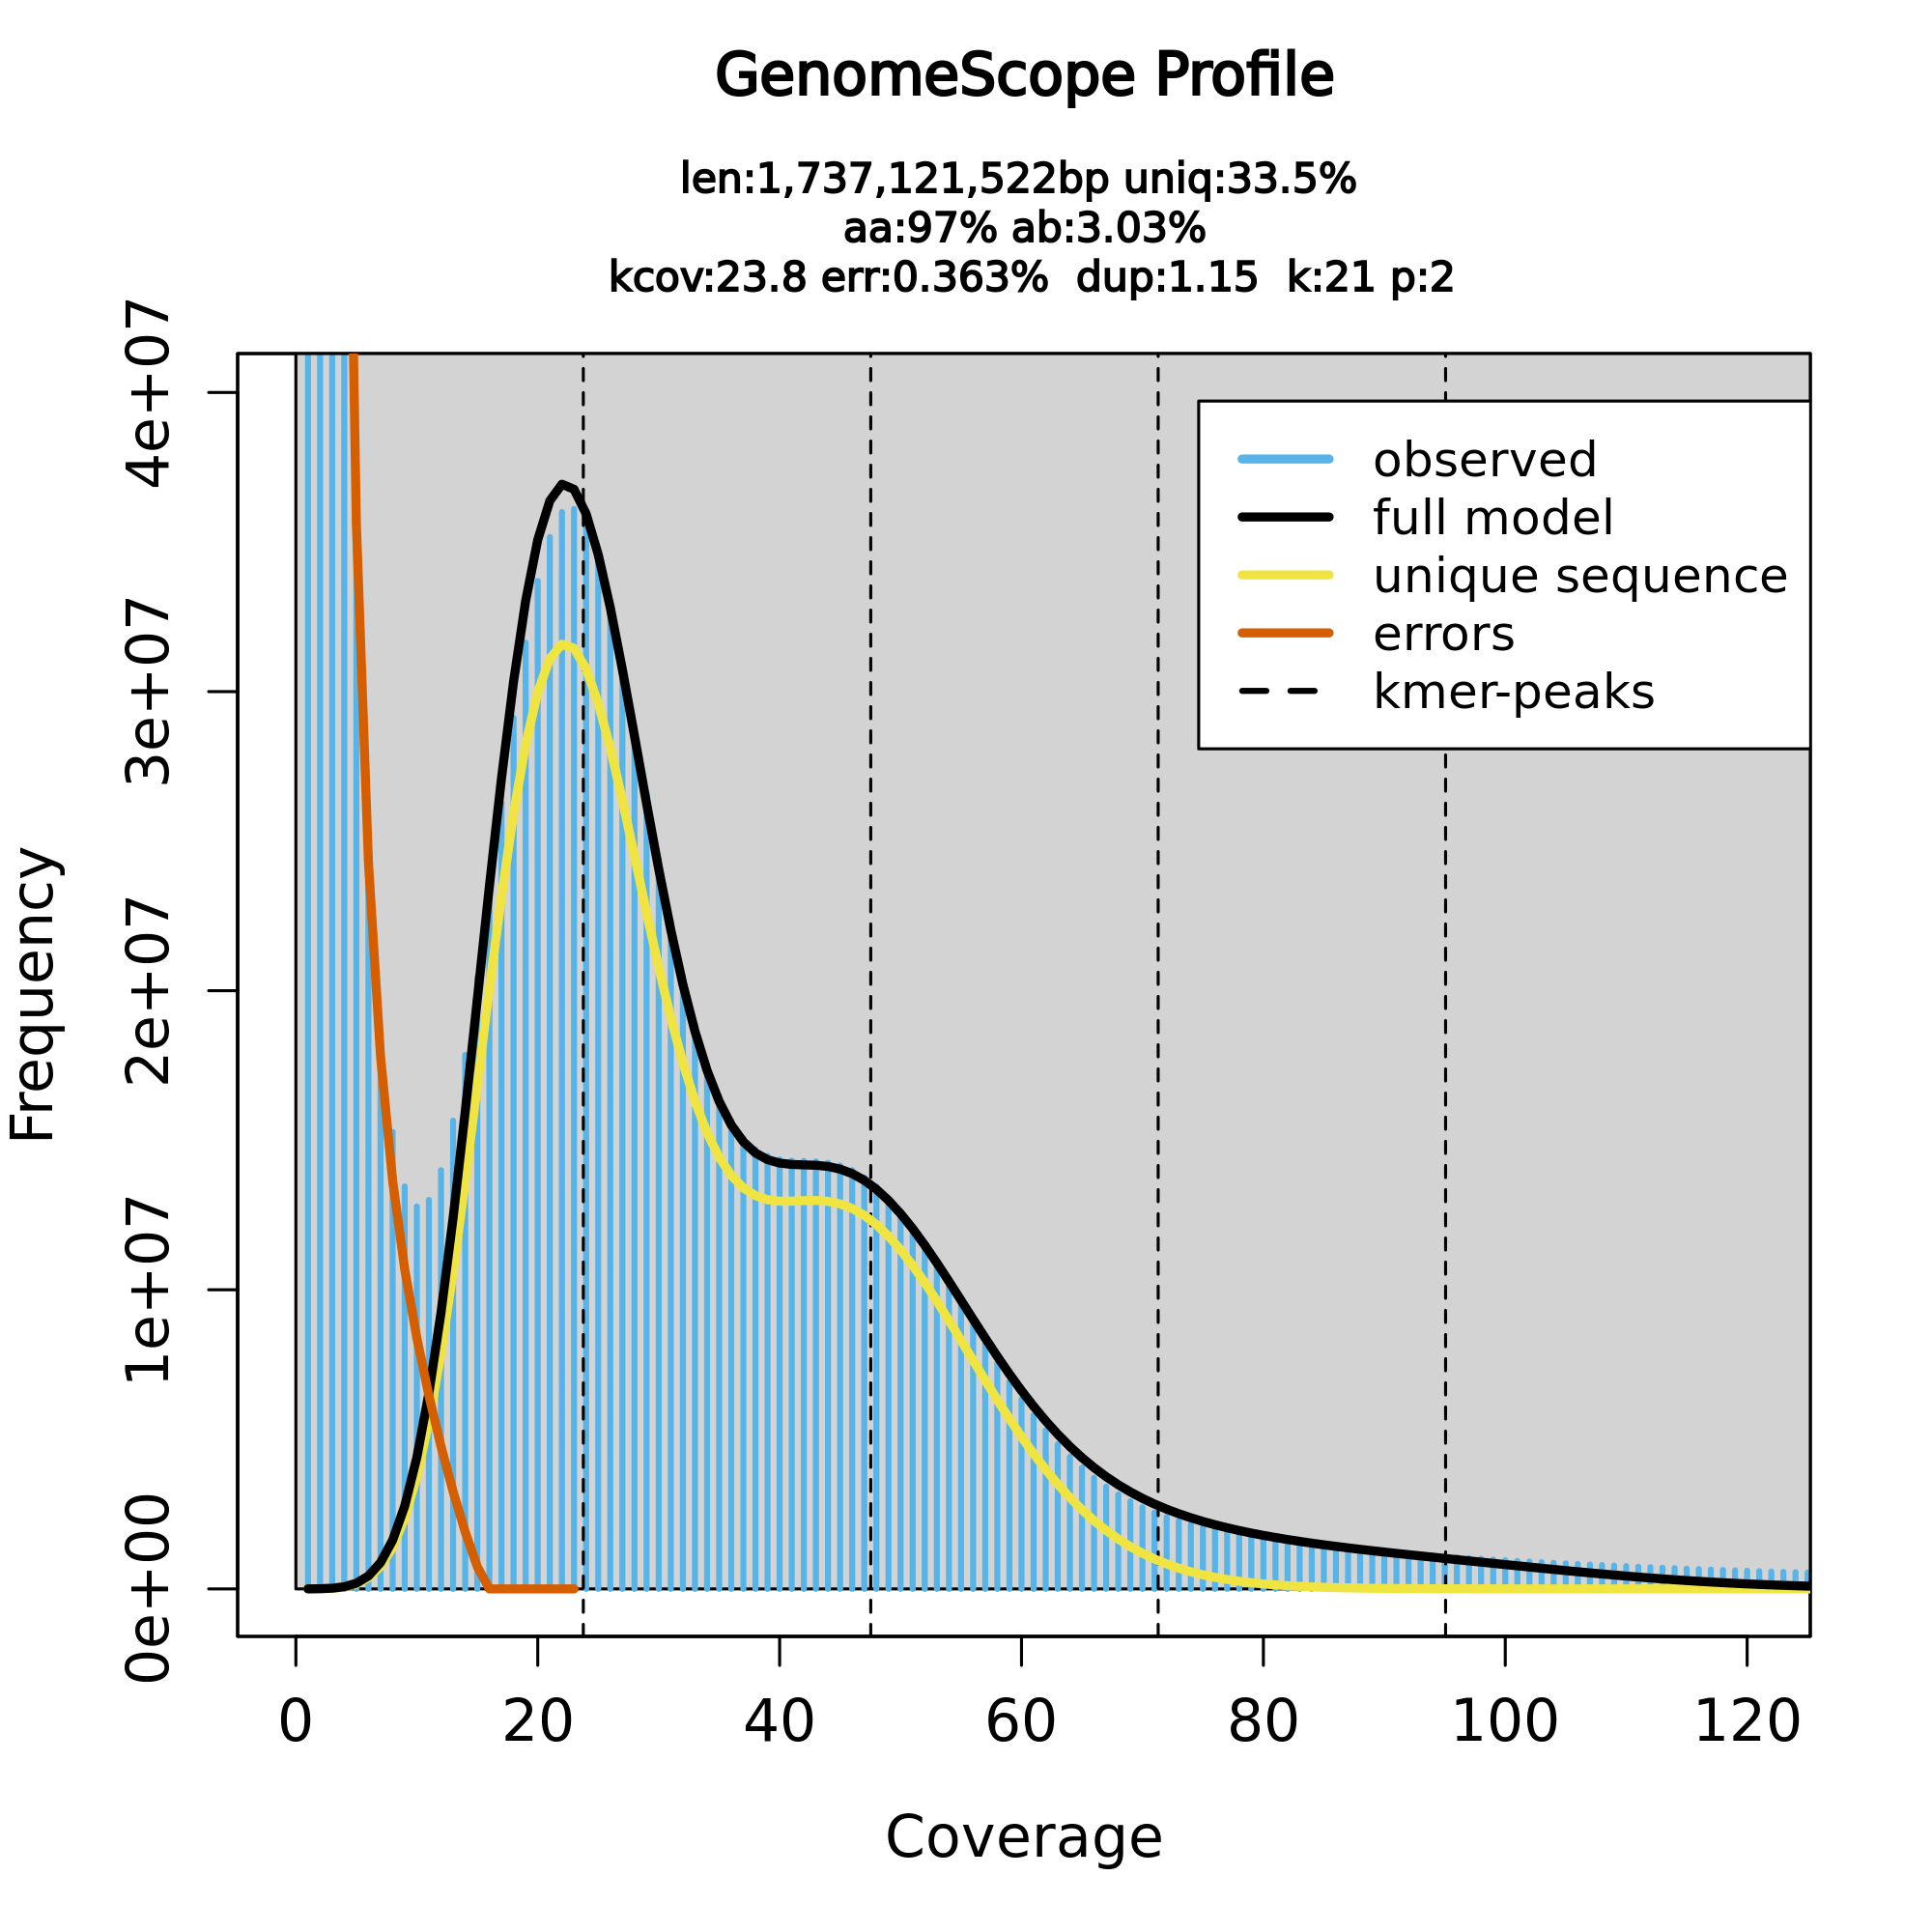 GenomeScope Profile
len:1,737,121,522bp uniq:33.5%
aa:97% ab:3.03%
kcov:23.8 err:0.363%  dup:1.15  k:21 p:2
observed
full model
unique sequence
errors
kmer-peaks
Frequency
4e+07
3e+07
2e+07
1e+07
0e+00
0 20 40 60 80 100 120
Coverage